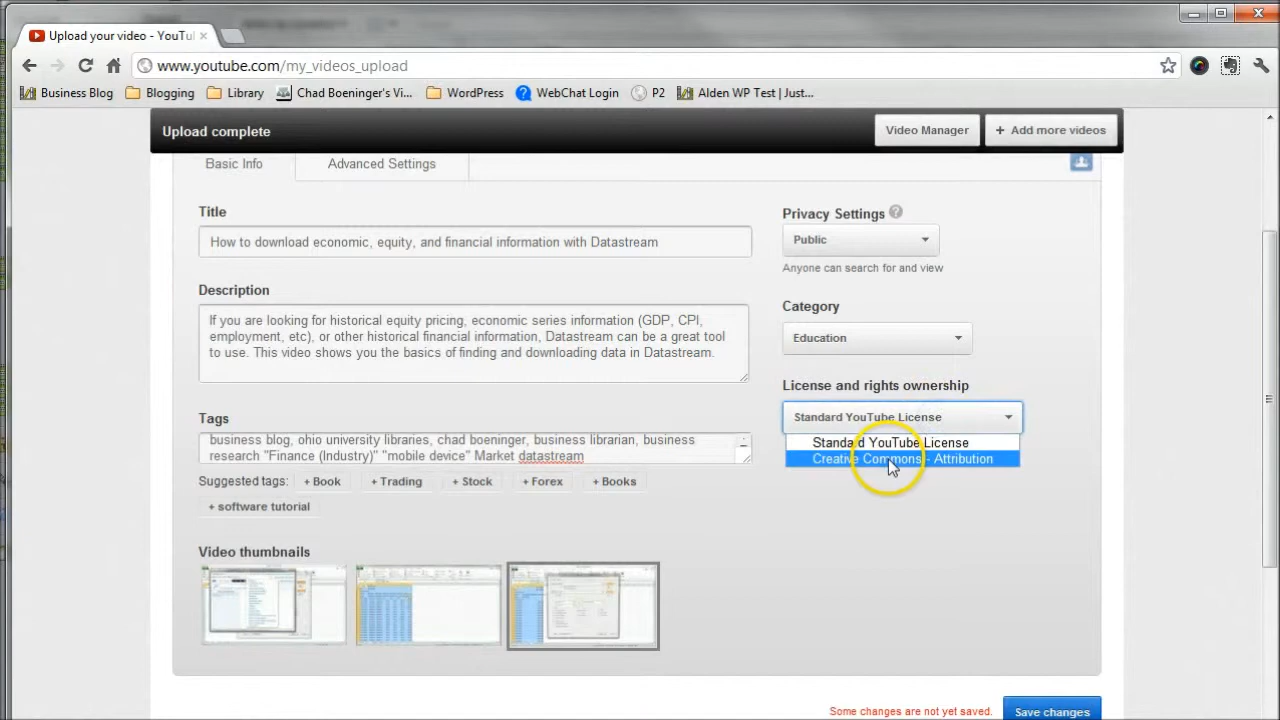 Upload your video - YouTu
www.youtube.com/my_videos_upload
Business Blog Blogging Library Chad Boeninger's Vi... WordPress WebChat Login P2 Alden WP Test | Just...
Upload complete
Video Manager
+ Add more videos
Basic Info
Advanced Settings
Title
How to download economic, equity, and financial information with Datastream
Description
If you are looking for historical equity pricing, economic series information (GDP, CPI,
employment, etc), or other historical financial information, Datastream can be a great tool
to use. This video shows you the basics of finding and downloading data in Datastream.
Tags
business blog, ohio university libraries, chad boeninger, business librarian, business
research "Finance (Industry)" "mobile device" Market datastream
Suggested tags: + Book + Trading + Stock + Forex + Books
+ software tutorial
Video thumbnails
Privacy Settings ?
Public
Anyone can search for and view
Category
Education
License and rights ownership
Standard YouTube License
Standard YouTube License
Creative Commons - Attribution
Some changes are not yet saved.
Save changes